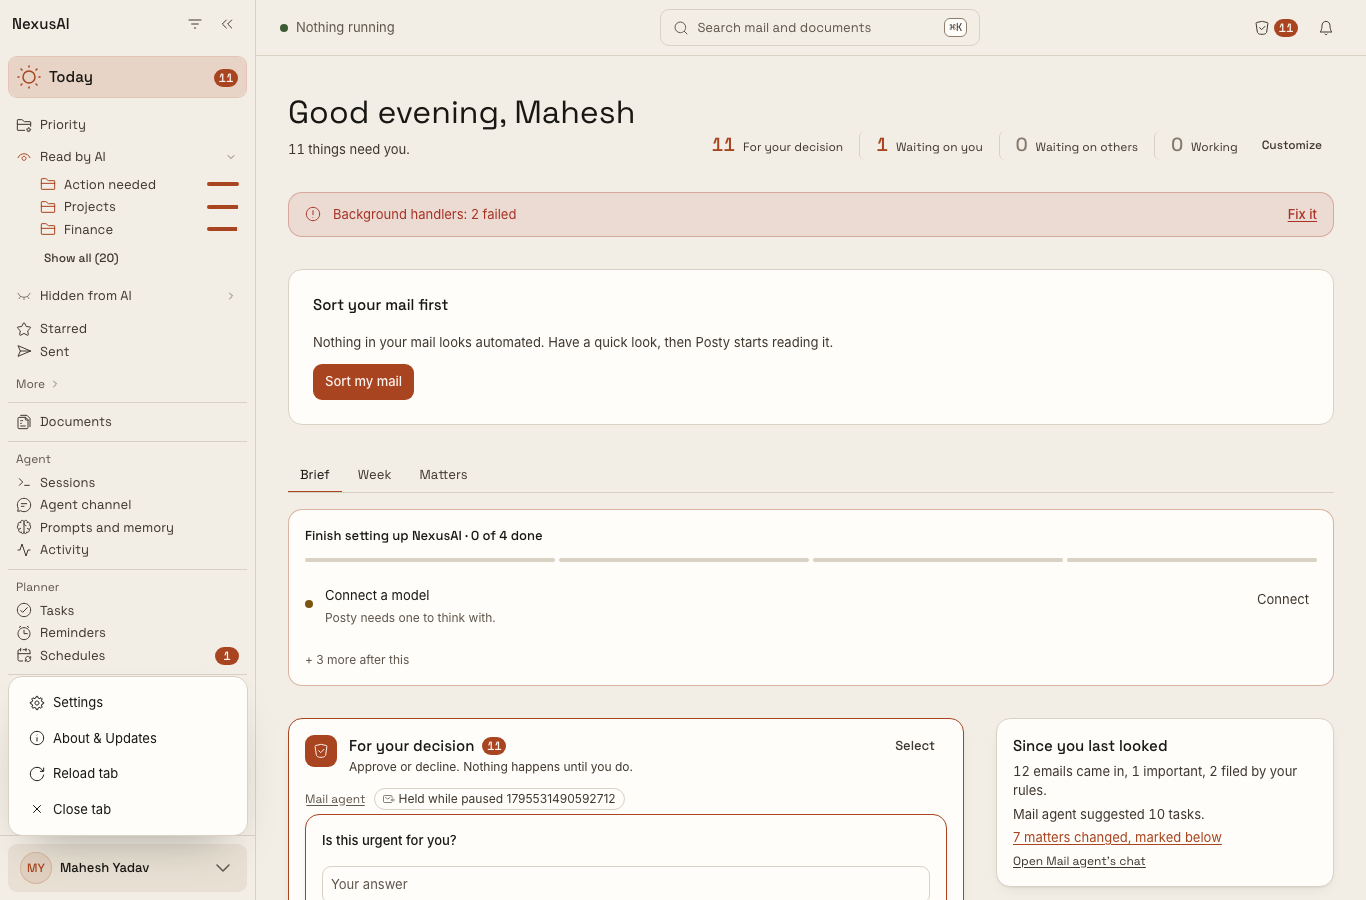 NexusAI
Today
11
Priority
Read by AI
Action needed
Projects
Finance
Show all (20)
Hidden from AI
Starred
Sent
More
Documents
Agent
Sessions
Agent channel
Prompts and memory
Activity
Planner
Tasks
Reminders
Schedules
1
Settings
About & Updates
Reload tab
Close tab
MY
Mahesh Yadav
Nothing running
Search mail and documents
⌘K
11
Good evening, Mahesh
11 things need you.
11 For your decision
1 Waiting on you
0 Waiting on others
0 Working
Customize
Background handlers: 2 failed
Fix it
Sort your mail first
Nothing in your mail looks automated. Have a quick look, then Posty starts reading it.
Sort my mail
Brief
Week
Matters
Finish setting up NexusAI · 0 of 4 done
Connect a model
Posty needs one to think with.
Connect
+ 3 more after this
For your decision 11
Approve or decline. Nothing happens until you do.
Select
Mail agent
Held while paused 1795531490592712
Is this urgent for you?
Your answer
Since you last looked
12 emails came in, 1 important, 2 filed by your
rules.
Mail agent suggested 10 tasks.
7 matters changed, marked below
Open Mail agent's chat